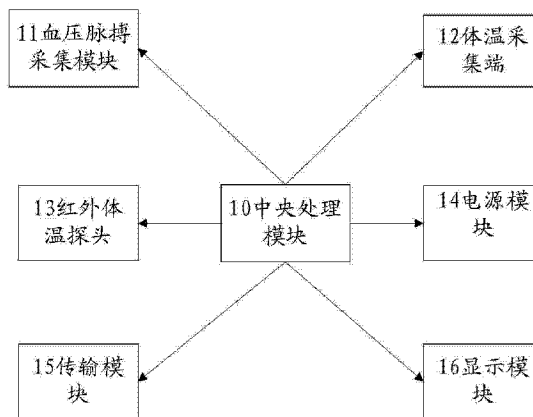 11血压脉搏
采集模块
12体温采
集端
13红外体
温探头
10中央处理
模块
14电源模
块
15传输模
块
16显示模
块